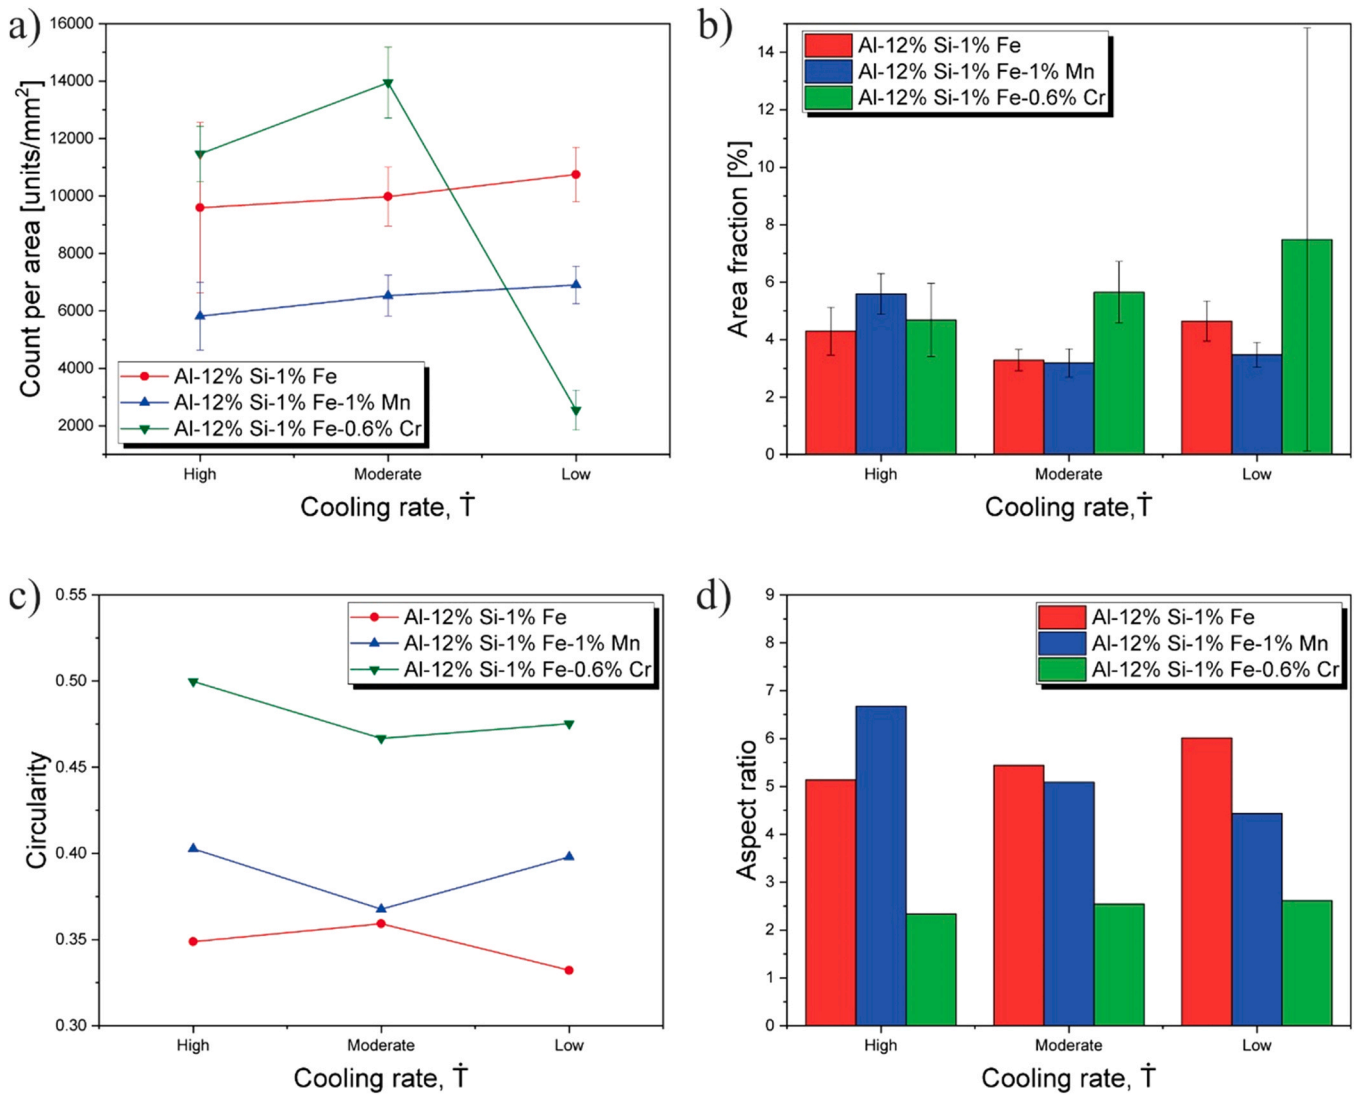 a)
16000
14000
12000
10000
8000
6000
4000
2000
Count per area [units/mm²]
Al-12% Si-1% Fe
Al-12% Si-1% Fe-1% Mn
Al-12% Si-1% Fe-0.6% Cr
High Moderate Low
Cooling rate, Ṫ
b)
14
12
10
8
6
4
2
0
Area fraction [%]
Al-12% Si-1% Fe
Al-12% Si-1% Fe-1% Mn
Al-12% Si-1% Fe-0.6% Cr
High Moderate Low
Cooling rate,Ṫ
c)
0.55
0.50
0.45
0.40
0.35
0.30
Circularity
Al-12% Si-1% Fe
Al-12% Si-1% Fe-1% Mn
Al-12% Si-1% Fe-0.6% Cr
High Moderate Low
Cooling rate, Ṫ
d)
9
8
7
6
5
4
3
2
1
0
Aspect ratio
Al-12% Si-1% Fe
Al-12% Si-1% Fe-1% Mn
Al-12% Si-1% Fe-0.6% Cr
High Moderate Low
Cooling rate, Ṫ